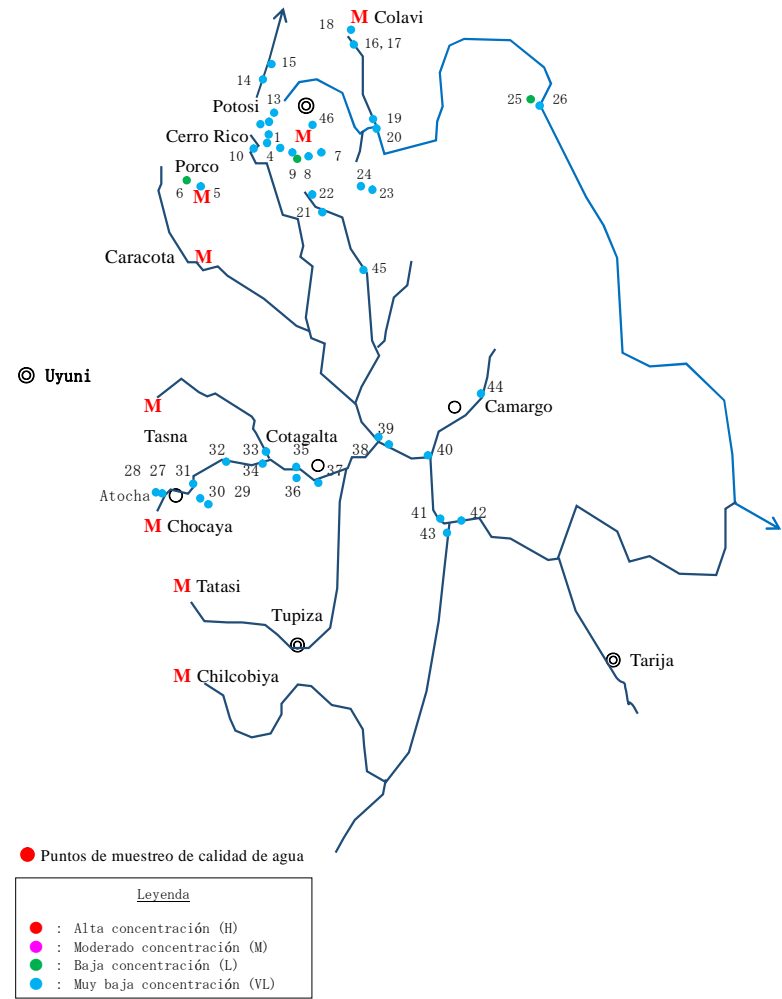 18
M Colavi
16,17
15
14
Potosi
13
46
19
25
26
Cerro Rico
1
M
20
10
4
9
8
7
Porco
6
5
M
24
23
22
21
Caracota
M
45
Uyuni
M
44
Camargo
Tasna
Cotagalta
39
32
33
35
38
40
28
27
31
34
37
Atocha
30
29
36
M Chocaya
41
42
43
M Tatasi
Tupiza
M Chilcobiya
Tarija
Puntos de muestreo de calidad de agua
Leyenda
: Alta concentración (H)
: Moderado concentración (M)
: Baja concentración (L)
: Muy baja concentración (VL)